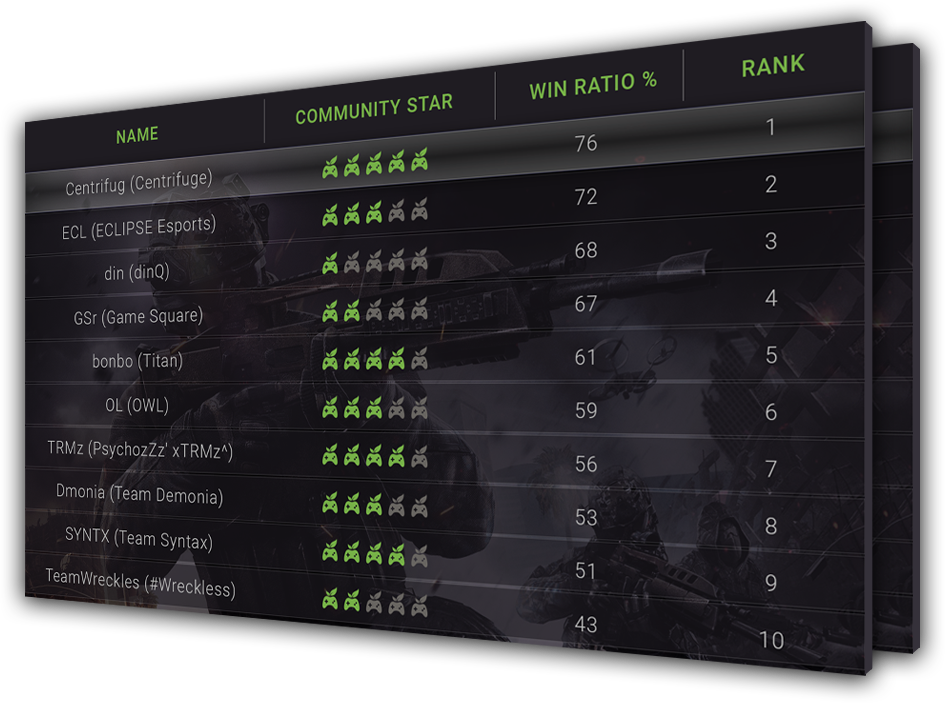 NAME COMMUNITY STAR WIN RATIO % RANK
Centrifug (Centrifuge) 76 1
ECL (ECLIPSE Esports) 72 2
din (dinQ) 68 3
GSr (Game Square) 67 4
bonbo (Titan) 61 5
OL (OWL) 59 6
TRMz (PsychozZz' xTRMz^) 56 7
Dmonia (Team Demonia) 53 8
SYNTX (Team Syntax) 51 9
TeamWreckles (#Wreckless) 43 10